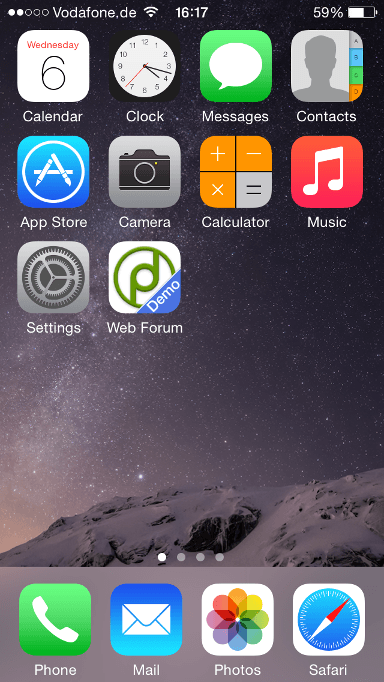 Vodafone.de 16:17 59%
Wednesday
6
Calendar Clock Messages Contacts
App Store Camera Calculator Music
Demo
Settings Web Forum
Phone Mail Photos Safari